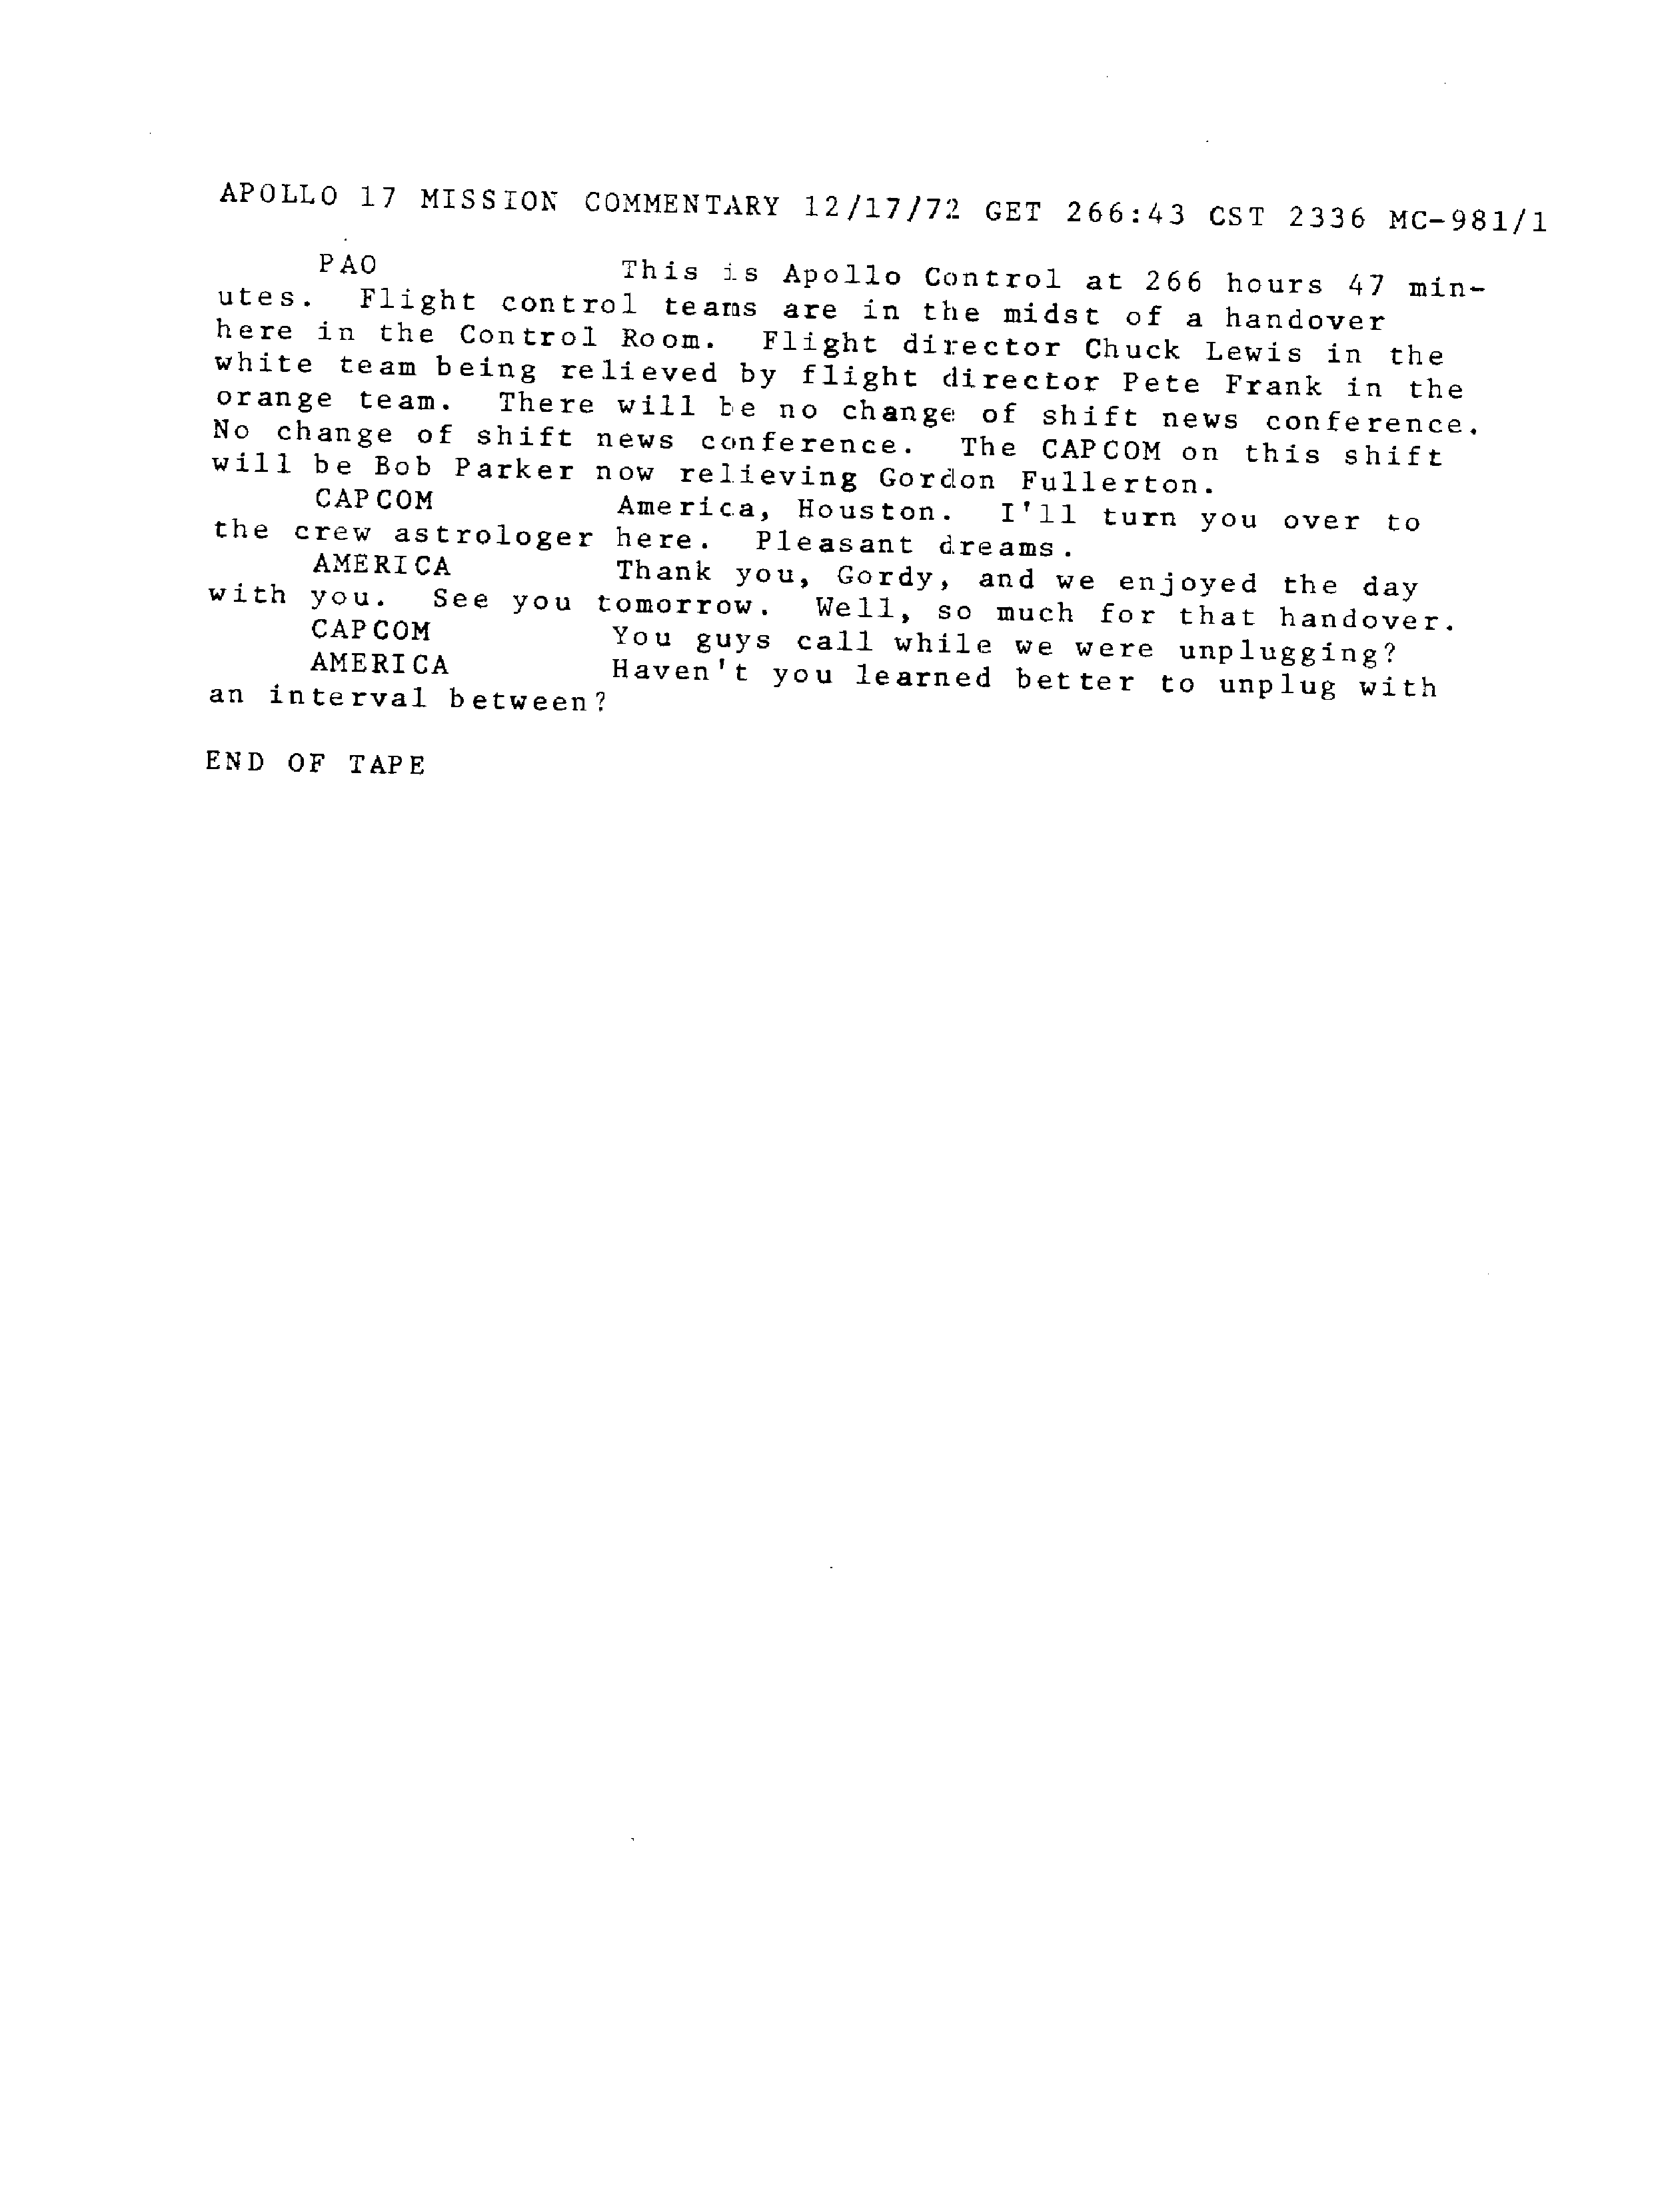 APOLLO 17 MISSION COMMENTARY 12/17/72 GET 266:43 CST 2336 MC-981/1
PAO This is Apollo Control at 266 hours 47 min-
utes. Flight control teams are in the midst of a handover
here in the Control Room. Flight director Chuck Lewis in the
white team being relieved by flight director Pete Frank in the
orange team. There will be no change of shift news conference.
No change of shift news conference. The CAPCOM on this shift
will be Bob Parker now relieving Gordon Fullerton.
CAPCOM America, Houston. I'll turn you over to
the crew astrologer here. Pleasant dreams.
AMERICA Thank you, Gordy, and we enjoyed the day
with you. See you tomorrow. Well, so much for that handover.
CAPCOM You guys call while we were unplugging?
AMERICA Haven't you learned better to unplug with
an interval between?
END OF TAPE